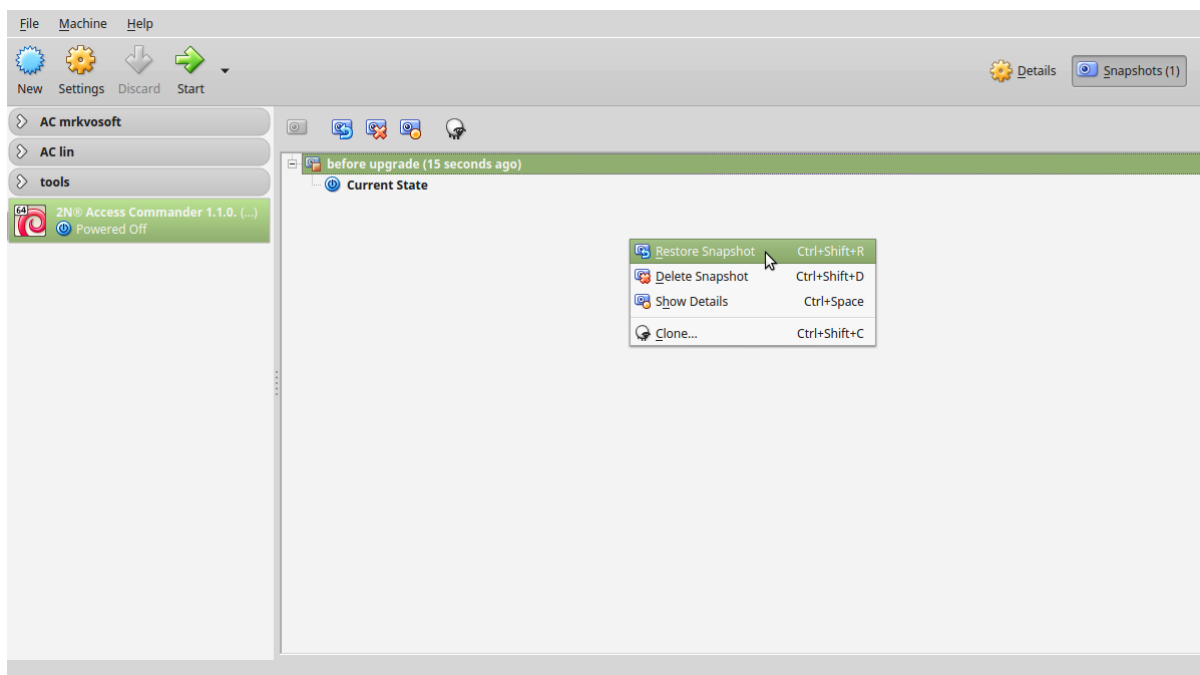 File Machine Help
New Settings Discard Start
Details Snapshots (1)
AC mrkvosoft
AC lin
tools
64 2N® Access Commander 1.1.0. (...)
Powered Off
before upgrade (15 seconds ago)
Current State
Restore Snapshot Ctrl+Shift+R
Delete Snapshot Ctrl+Shift+D
Show Details Ctrl+Space
Clone... Ctrl+Shift+C